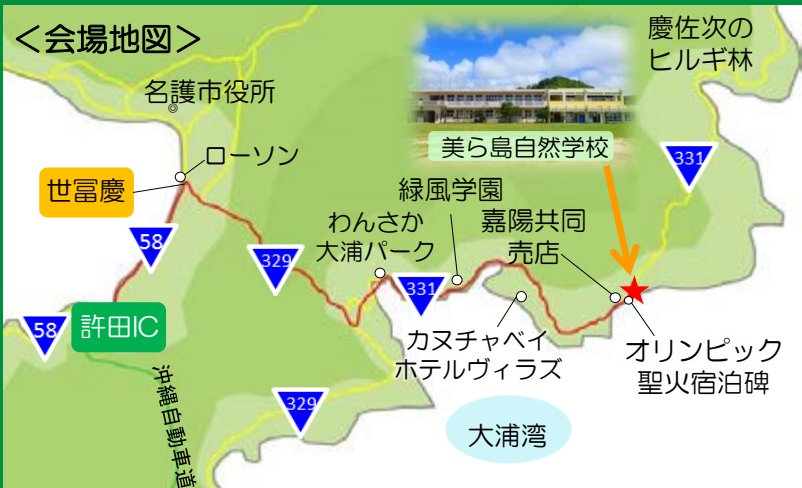 ＜会場地図＞
慶佐次の
ヒルギ林
名護市役所
ローソン
美ら島自然学校
331
世冨慶
緑風学園
わんさか
大浦パーク
嘉陽共同
売店
58
329
331
58
許田IC
カヌチャベイ
ホテルヴィラズ
オリンピック
聖火宿泊碑
沖縄自動車道
329
大浦湾